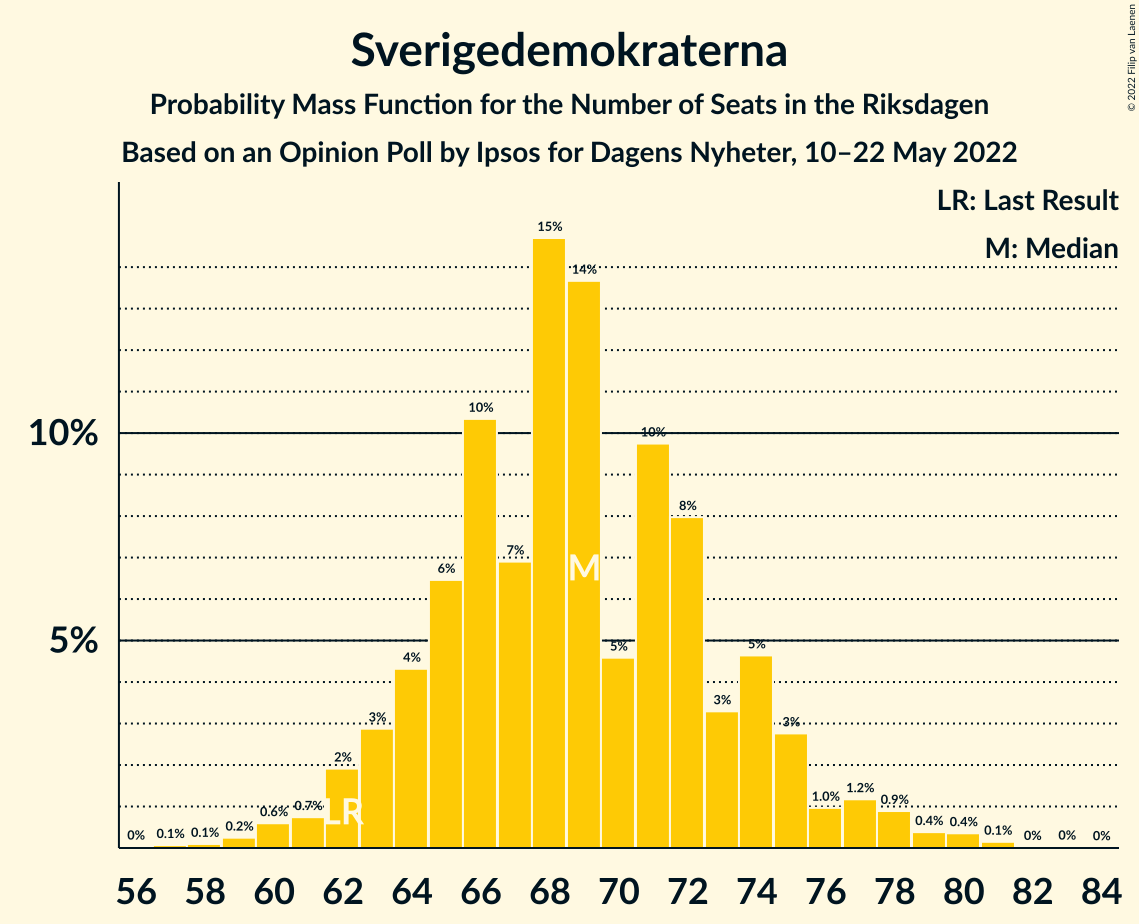 Sverigedemokraterna
Probability Mass Function for the Number of Seats in the Riksdagen
Based on an Opinion Poll by Ipsos for Dagens Nyheter, 10–22 May 2022
© 2022 Filip van Laenen
LR: Last Result
M: Median
10%
5%
0% 0.1% 0.1% 0.2% 0.6% 0.7% 2% 3% 4% 6% 10% 7% 15% 14% 5% 10% 8% 3% 5% 3% 1.0% 1.2% 0.9% 0.4% 0.4% 0.1% 0% 0% 0%
LR
M
56 58 60 62 64 66 68 70 72 74 76 78 80 82 84